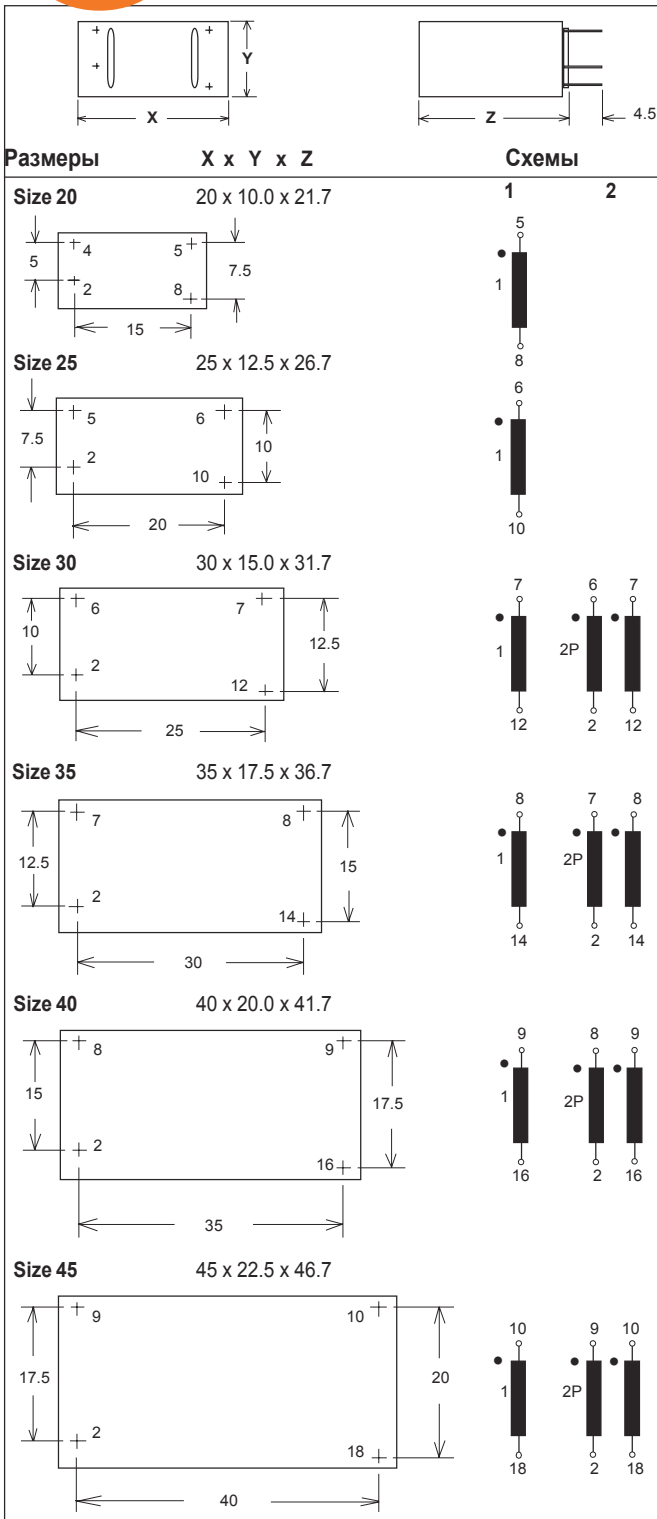 Y
X
Z
4.5
Размеры X x Y x Z Схемы
Size 20 20 x 10.0 x 21.7 1 2
5 4 5 7.5
2 8
15
5
1
8
Size 25 25 x 12.5 x 26.7
7.5 5 6 10
2 10
20
6
1
10
Size 30 30 x 15.0 x 31.7
10 6 7 12.5
2 12
25
7 6 7
1 2P
12 2 12
Size 35 35 x 17.5 x 36.7
12.5 7 8 15
2 14
30
8 7 8
1 2P
14 2 14
Size 40 40 x 20.0 x 41.7
15 8 9 17.5
2 16
35
9 8 9
1 2P
16 2 16
Size 45 45 x 22.5 x 46.7
17.5 9 10 20
2 18
40
10 9 10
1 2P
18 2 18